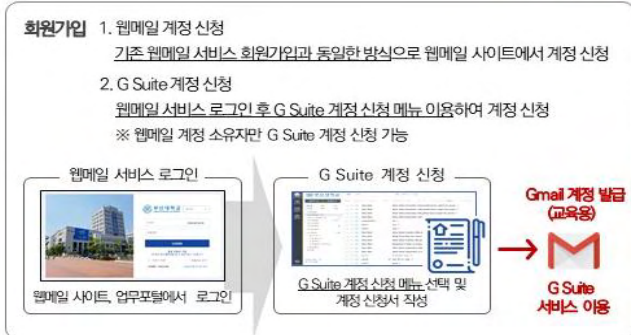 회원가입 1. 웹메일 계정 신청
기존 웹메일 서비스 회원가입과 동일한 방식으로 웹메일 사이트에서 계정 신청
2. G Suite 계정 신청
웹메일 서비스 로그인 후 G Suite 계정 신청 메뉴 이용하여 계정 신청
※ 웹메일 계정 소유자만 G Suite 계정 신청 가능
웹메일 서비스 로그인
부산대학교
웹메일 사이트, 업무포털에서 로그인
G Suite 계정 신청
G Suite 계정 신청 메뉴 선택 및
계정 신청서 작성
Gmail 계정 발급
(교육용)
G Suite
서비스 이용